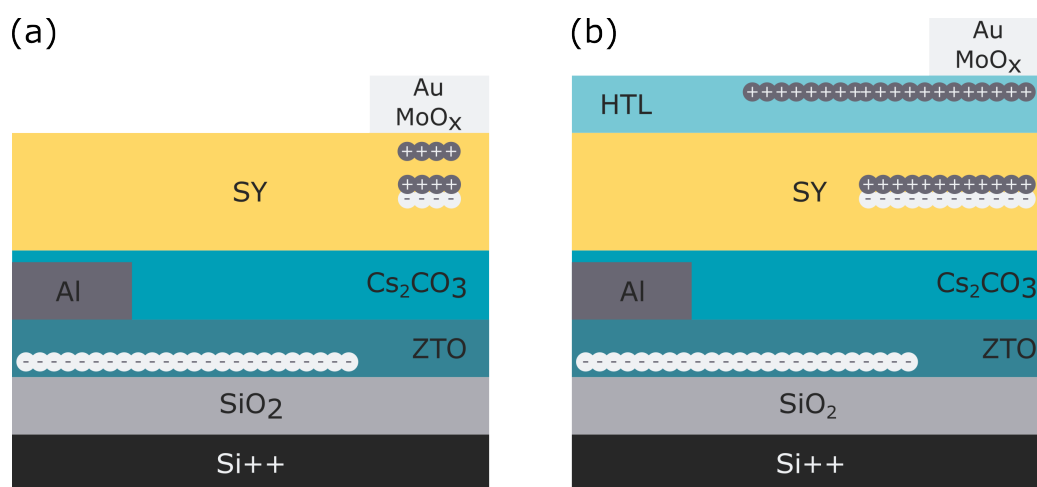 (a)
Au
MoOx
SY
Al
Cs₂CO₃
ZTO
SiO2
Si++
(b)
Au
MoOx
HTL
SY
Al
Cs₂CO₃
ZTO
SiO₂
Si++